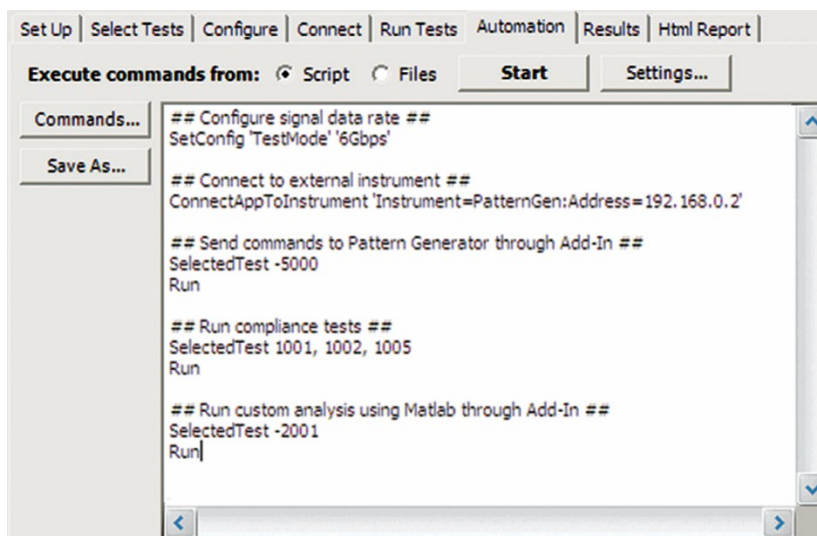 Set Up Select Tests Configure Connect Run Tests Automation Results Html Report
Execute commands from: Script Files Start Settings...
Commands...
Save As...
## Configure signal data rate ##
SetConfig 'TestMode' '6Gbps'
## Connect to external instrument ##
ConnectAppToInstrument 'Instrument=PatternGen:Address=192.168.0.2'
## Send commands to Pattern Generator through Add-In ##
SelectedTest -5000
Run
## Run compliance tests ##
SelectedTest 1001, 1002, 1005
Run
## Run custom analysis using Matlab through Add-In ##
SelectedTest -2001
Run